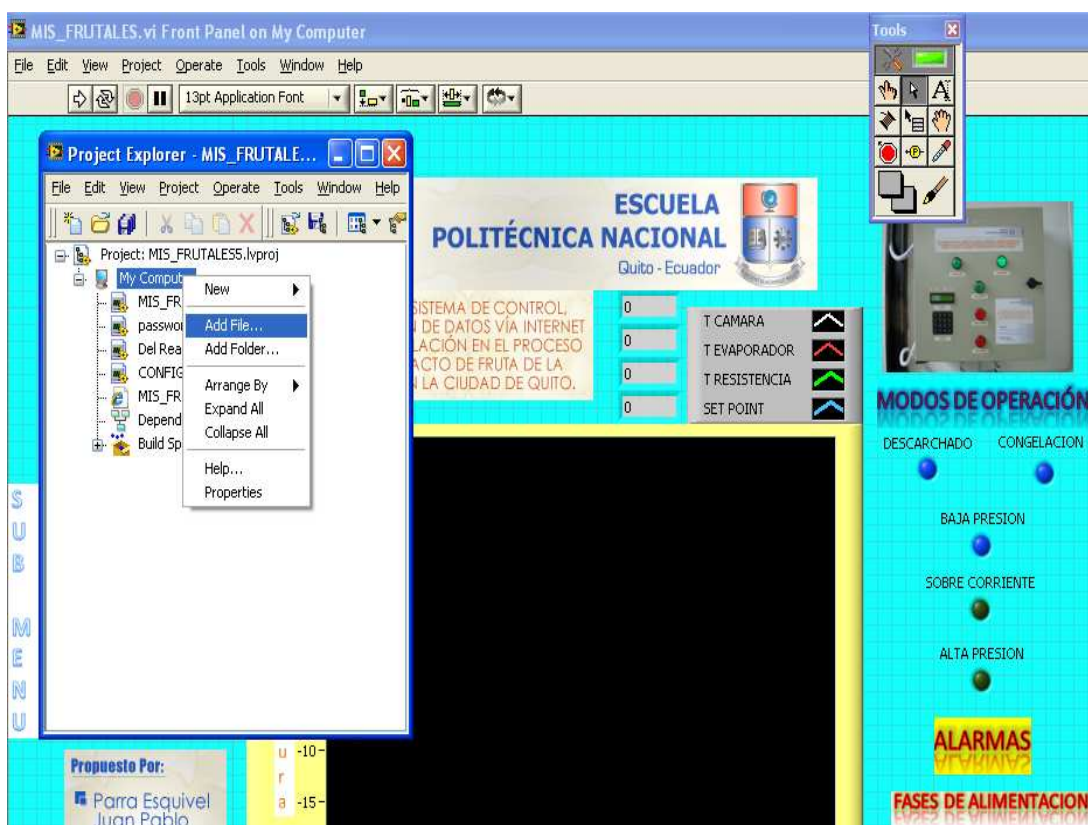 MIS_FRUTALES.vi Front Panel on My Computer
File Edit View Project Operate Tools Window Help
13pt Application Font
Tools
Project Explorer - MIS_FRUTALE...
File Edit View Project Operate Tools Window Help
Project: MIS_FRUTALES5.lvproj
My Comput
MIS_FR
passwor
Del Rea
CONFIG
MIS_FR
Depend
Build Sp
New
Add File...
Add Folder...
Arrange By
Expand All
Collapse All
Help...
Properties
ESCUELA
POLITÉCNICA NACIONAL
Quito - Ecuador
SISTEMA DE CONTROL,
N DE DATOS VÍA INTERNET
LACIÓN EN EL PROCESO
ACTO DE FRUTA DE LA
N LA CIUDAD DE QUITO.
0
0
0
0
T CAMARA
T EVAPORADOR
T RESISTENCIA
SET POINT
MODOS DE OPERACIÓN
DESCARCHADO CONGELACION
BAJA PRESION
SOBRE CORRIENTE
ALTA PRESION
ALARMAS
FASES DE ALIMENTACION
SUB MENU
u
r
a
-10-
-15-
Propuesto Por:
Parra Esquivel
Juan Pablo